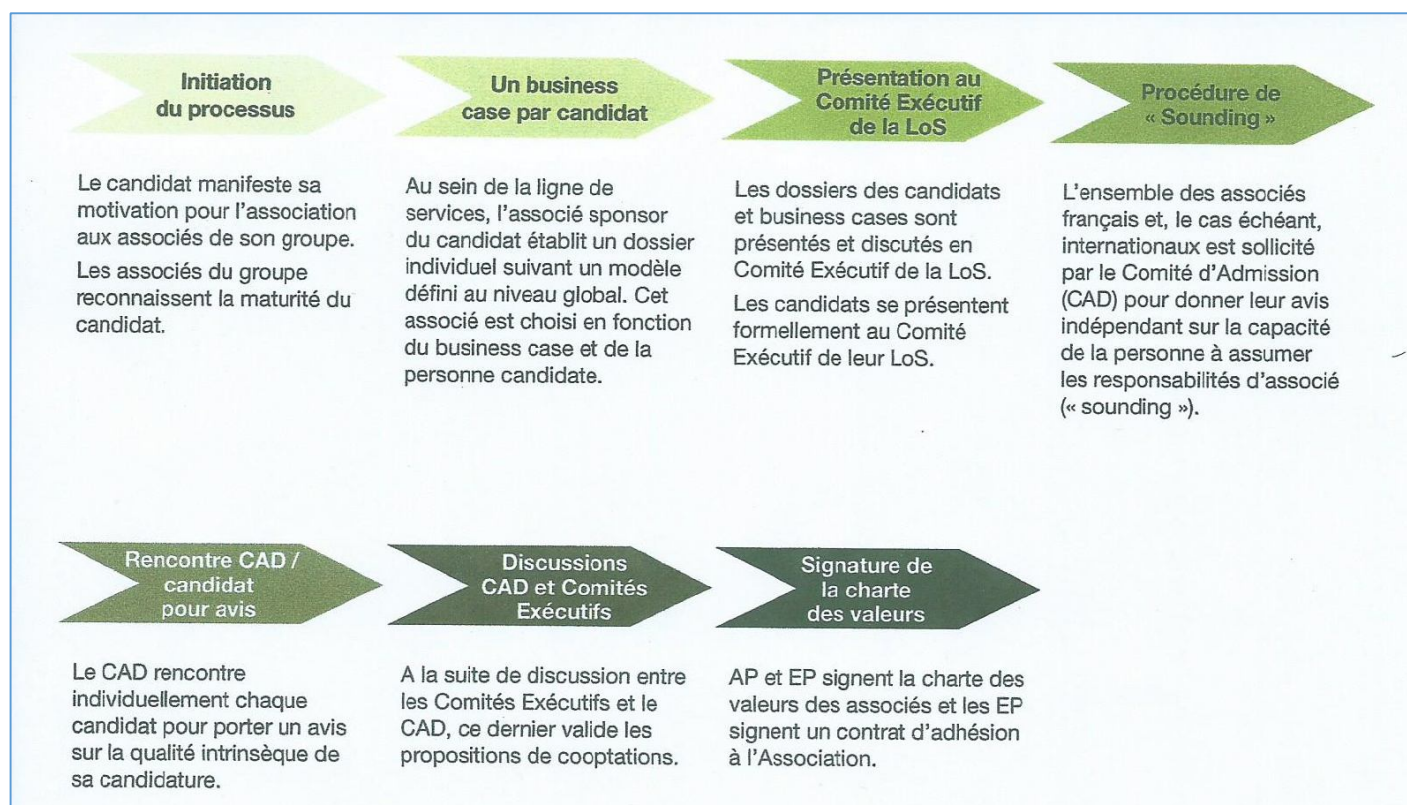 Initiation
du processus
Le candidat manifeste sa
motivation pour l'association
aux associés de son groupe.
Les associés du groupe
reconnaissent la maturité du
candidat.
Un business
case par candidat
Au sein de la ligne de
services, l'associé sponsor
du candidat établit un dossier
individuel suivant un modèle
défini au niveau global. Cet
associé est choisi en fonction
du business case et de la
personne candidate.
Présentation au
Comité Exécutif
de la LoS
Les dossiers des candidats
et business cases sont
présentés et discutés en
Comité Exécutif de la LoS.
Les candidats se présentent
formellement au Comité
Exécutif de leur LoS.
Procédure de
« Sounding »
L'ensemble des associés
français et, le cas échéant,
internationaux est sollicité
par le Comité d'Admission
(CAD) pour donner leur avis
indépendant sur la capacité
de la personne à assumer
les responsabilités d'associé
(« sounding »).
Rencontre CAD /
candidat
pour avis
Le CAD rencontre
individuellement chaque
candidat pour porter un avis
sur la qualité intrinsèque de
sa candidature.
Discussions
CAD et Comités
Exécutifs
A la suite de discussion entre
les Comités Exécutifs et le
CAD, ce dernier valide les
propositions de cooptations.
Signature de
la charte
des valeurs
AP et EP signent la charte des
valeurs des associés et les EP
signent un contrat d'adhésion
à l'Association.